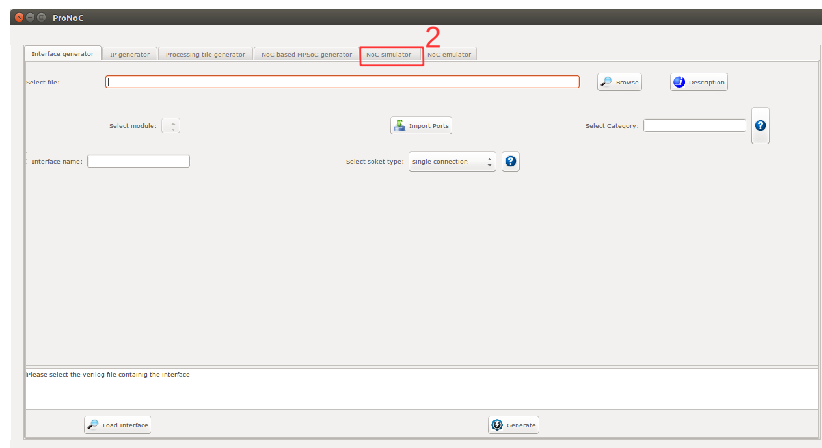 ProNoC
2
Interface generator IP generator Processing tile generator NoC based MPSoC generator NoC simulator NoC emulator
Select file: Browse Description
Select module: Import Ports Select Category:
Interface name: Select soket type: single connection
Please select the verilog file containig the interface
Load Interface Generate